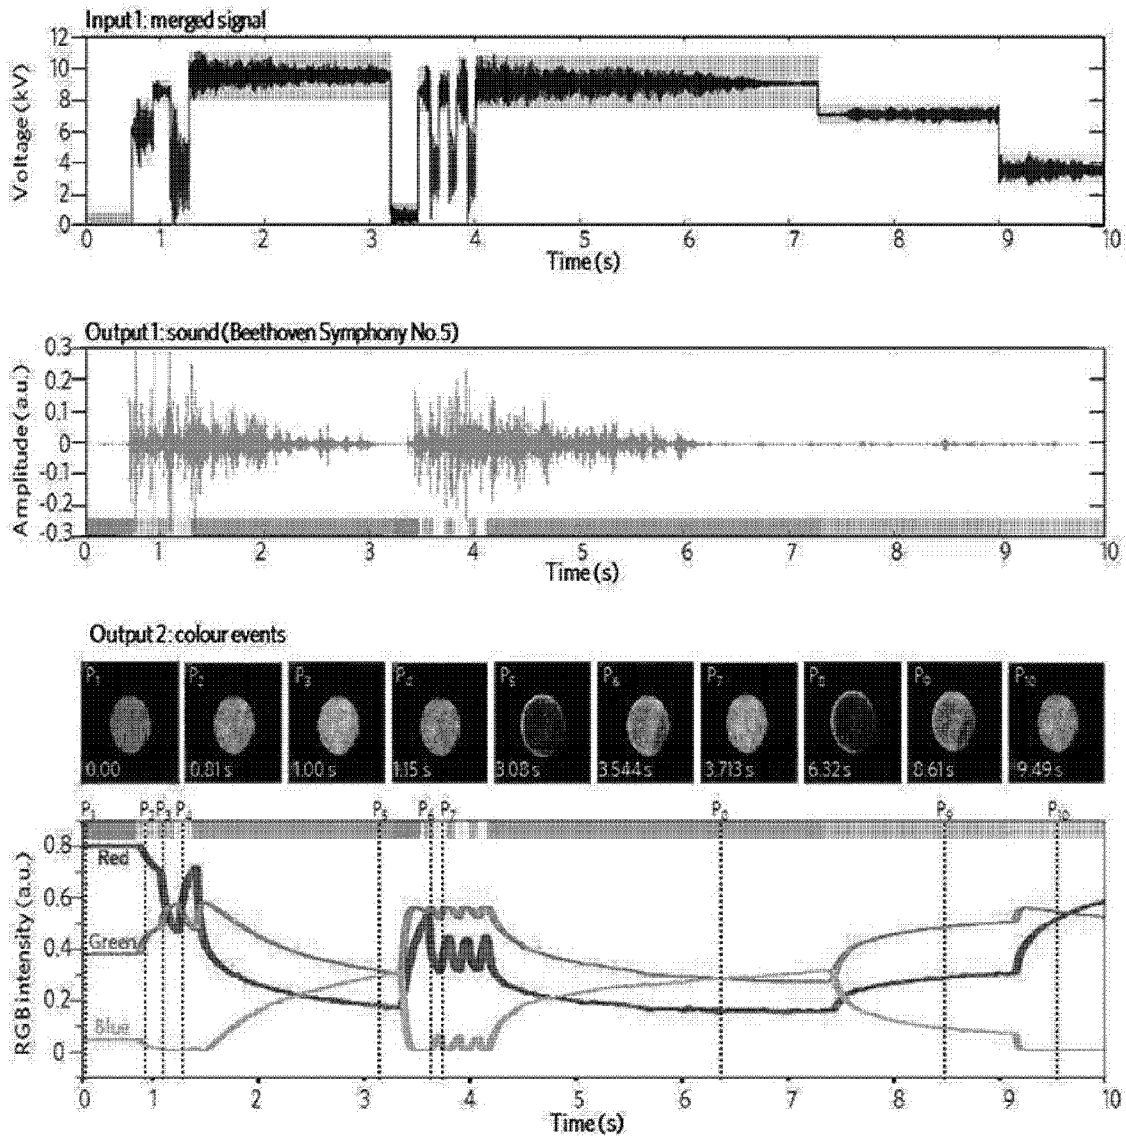 Input 1: merged signal
12
10
8
6
4
2
0
Voltage (kV)
0 1 2 3 4 5 6 7 8 9 10
Time (s)
Output 1: sound (Beethoven Symphony No.5)
0.3
0.2
0.1
0
-0.1
-0.2
-0.3
Amplitude (a.u.)
0 1 2 3 4 5 6 7 8 9 10
Time (s)
Output 2: colour events
P1 P2 P3 P4 P5 P6 P7 P8 P9 P10
0.00 0.81 s 1.00 s 1.15 s 3.08 s 3.544 s 3.713 s 6.32 s 8.61 s 9.49 s
P1 P2 P3 P4 P5 P6 P7 P8 P9 P10
0.8
0.6
0.4
0.2
0
RGB intensity (a.u.)
Red
Green
Blue
0 1 2 3 4 5 6 7 8 9 10
Time (s)